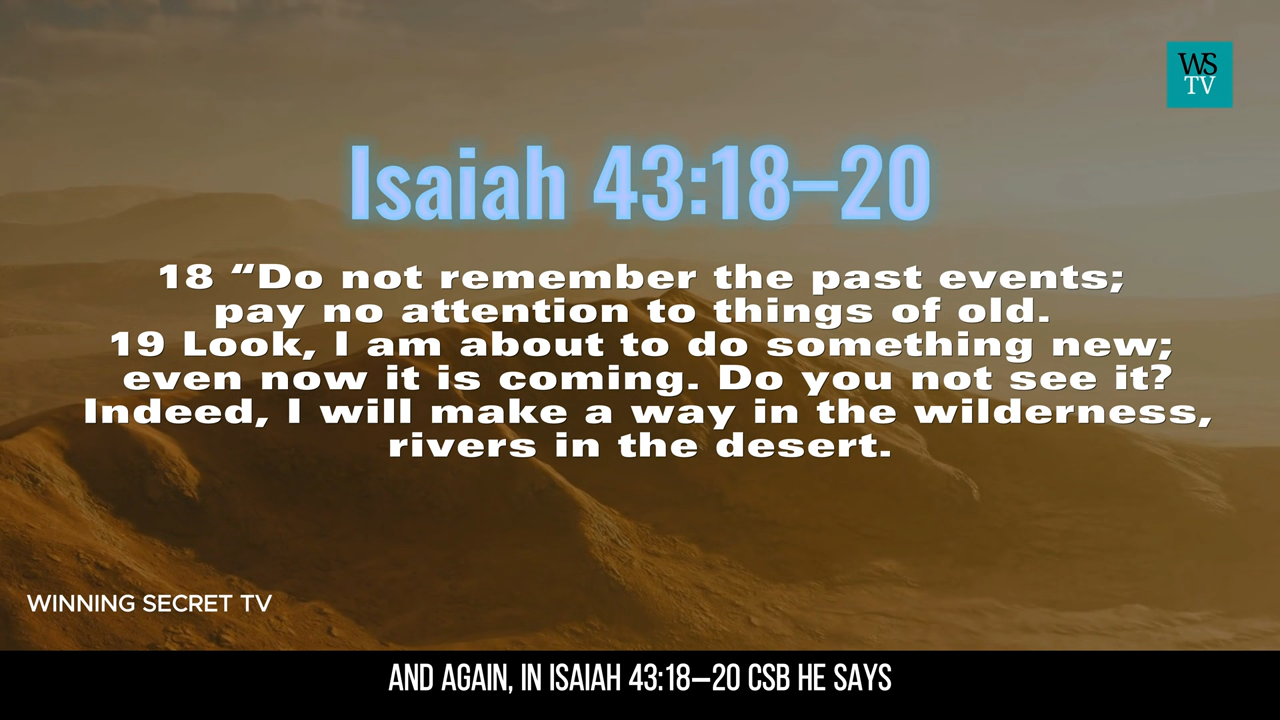 WS
TV
Isaiah 43:18–20
18 “Do not remember the past events;
pay no attention to things of old.
19 Look, I am about to do something new;
even now it is coming. Do you not see it?
Indeed, I will make a way in the wilderness,
rivers in the desert.
WINNING SECRET TV
AND AGAIN, IN ISAIAH 43:18–20 CSB HE SAYS